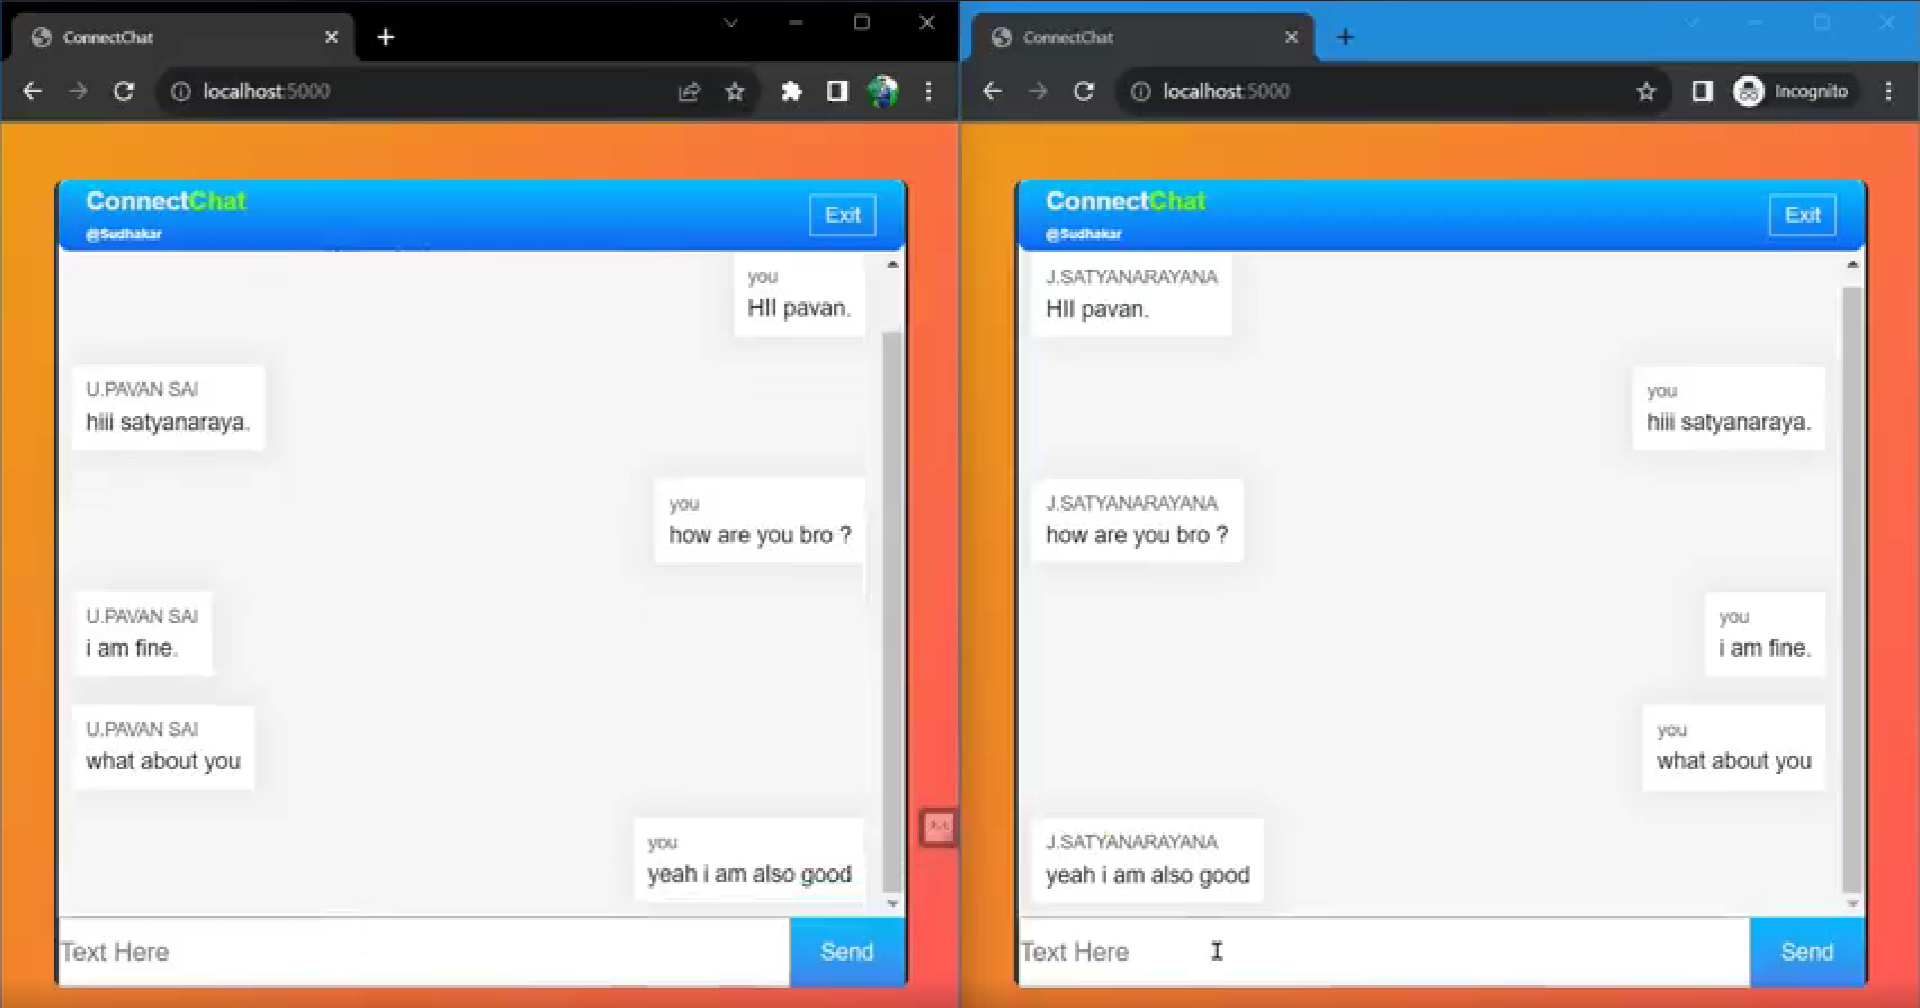 ConnectChat
localhost:5000
ConnectChat
@Sudhakar
Exit
you
HII pavan.
U.PAVAN SAI
hiii satyanaraya.
you
how are you bro ?
U.PAVAN SAI
i am fine.
U.PAVAN SAI
what about you
you
yeah i am also good
Text Here
Send
ConnectChat
localhost:5000
Incognito
ConnectChat
@Sudhakar
Exit
J.SATYANARAYANA
HII pavan.
you
hiii satyanaraya.
J.SATYANARAYANA
how are you bro ?
you
i am fine.
you
what about you
J.SATYANARAYANA
yeah i am also good
Text Here
Send